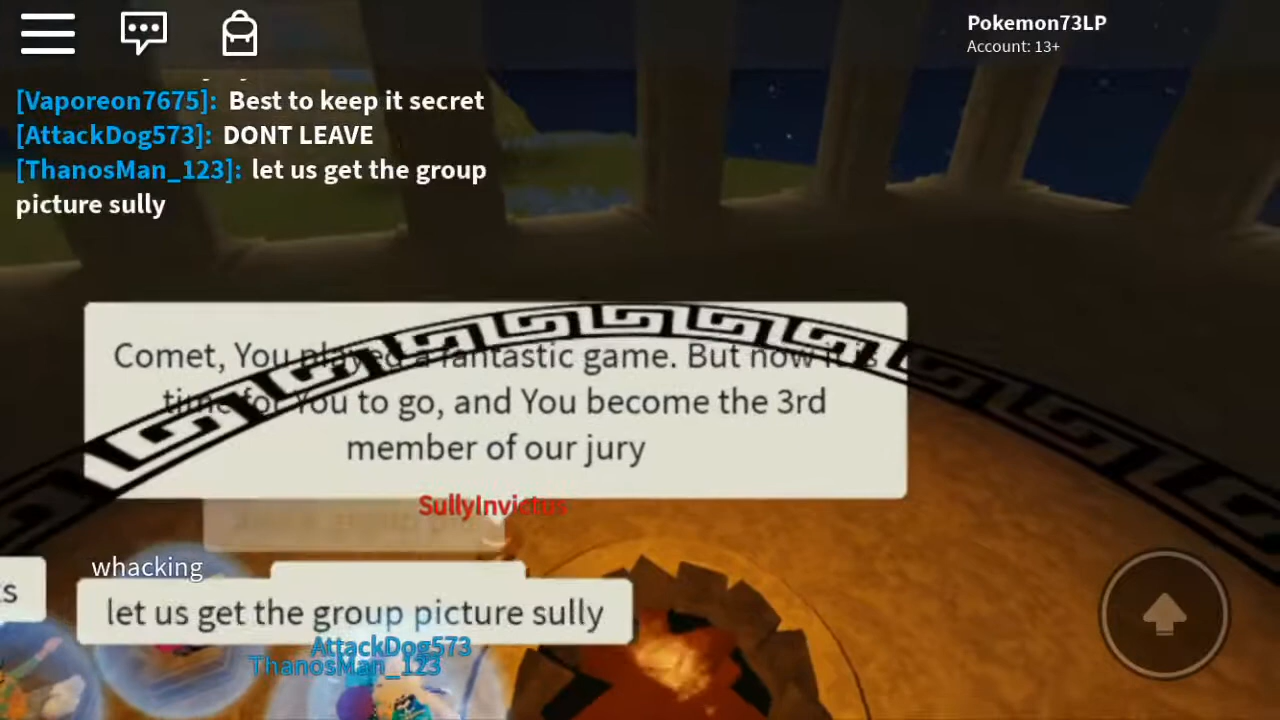 Pokemon73LP
Account: 13+
[Vaporeon7675]: Best to keep it secret
[AttackDog573]: DONT LEAVE
[ThanosMan_123]: let us get the group
picture sully
Comet, You played a fantastic game. But now it is
time for You to go, and You become the 3rd
member of our jury
SullyInvictus
whacking
let us get the group picture sully
AttackDog573
ThanosMan_123